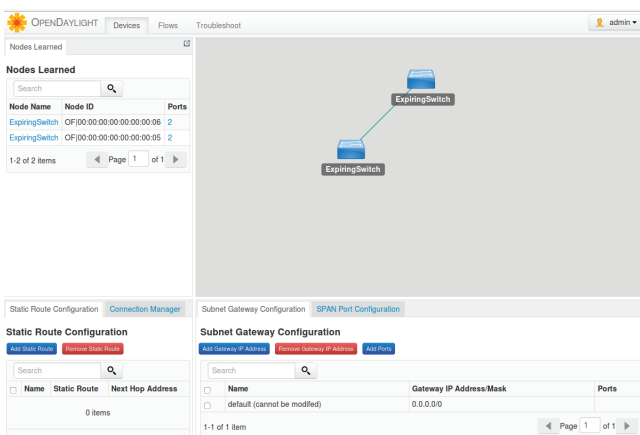 OPENDAYLIGHT Devices Flows Troubleshoot admin
Nodes Learned
Nodes Learned
Search
Node Name Node ID Ports
ExpiringSwitch OF|00:00:00:00:00:00:00:06 2
ExpiringSwitch OF|00:00:00:00:00:00:00:05 2
1-2 of 2 items Page 1 of 1
ExpiringSwitch
ExpiringSwitch
Static Route Configuration Connection Manager
Static Route Configuration
Add Static Route Remove Static Route
Search
Name Static Route Next Hop Address
0 items
Subnet Gateway Configuration SPAN Port Configuration
Subnet Gateway Configuration
Add Gateway IP Address Remove Gateway IP Address Add Ports
Search
Name Gateway IP Address/Mask Ports
default (cannot be modifed) 0.0.0.0/0
1-1 of 1 item Page 1 of 1